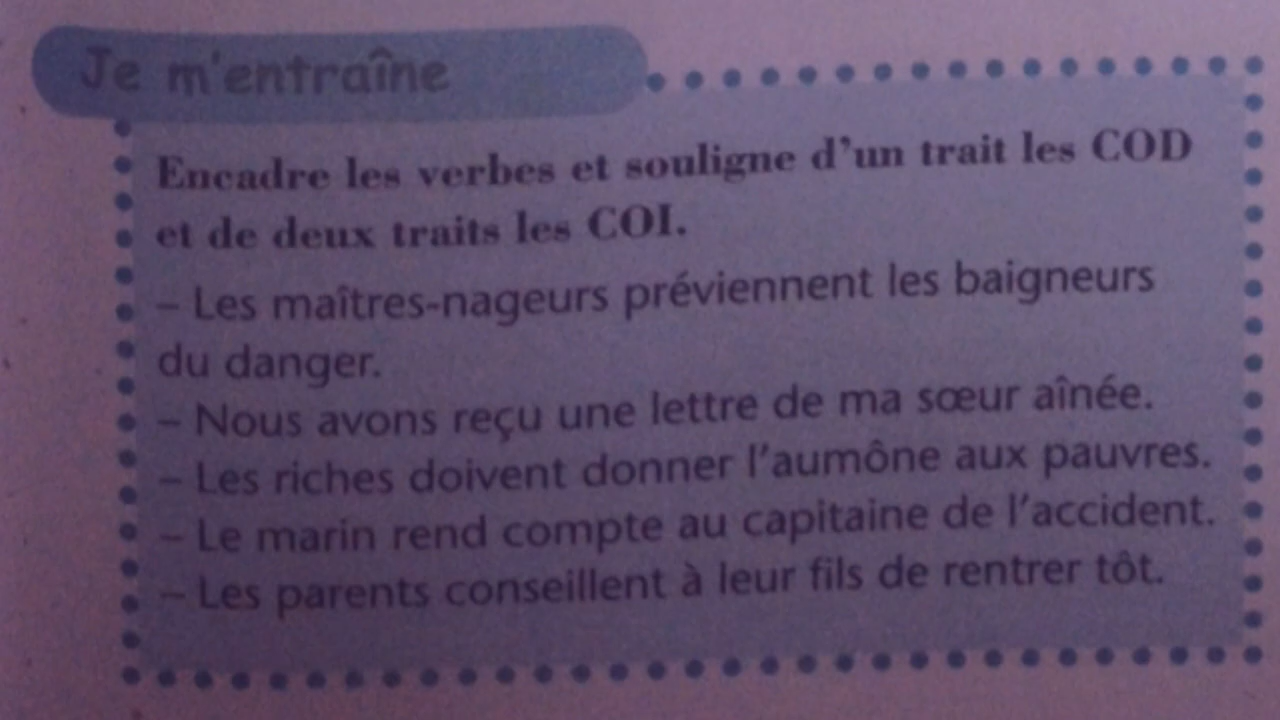 Je m'entraîne
Encadre les verbes et souligne d'un trait les COD
et de deux traits les COI.
– Les maîtres-nageurs préviennent les baigneurs
du danger.
– Nous avons reçu une lettre de ma sœur aînée.
– Les riches doivent donner l'aumône aux pauvres.
– Le marin rend compte au capitaine de l'accident.
– Les parents conseillent à leur fils de rentrer tôt.